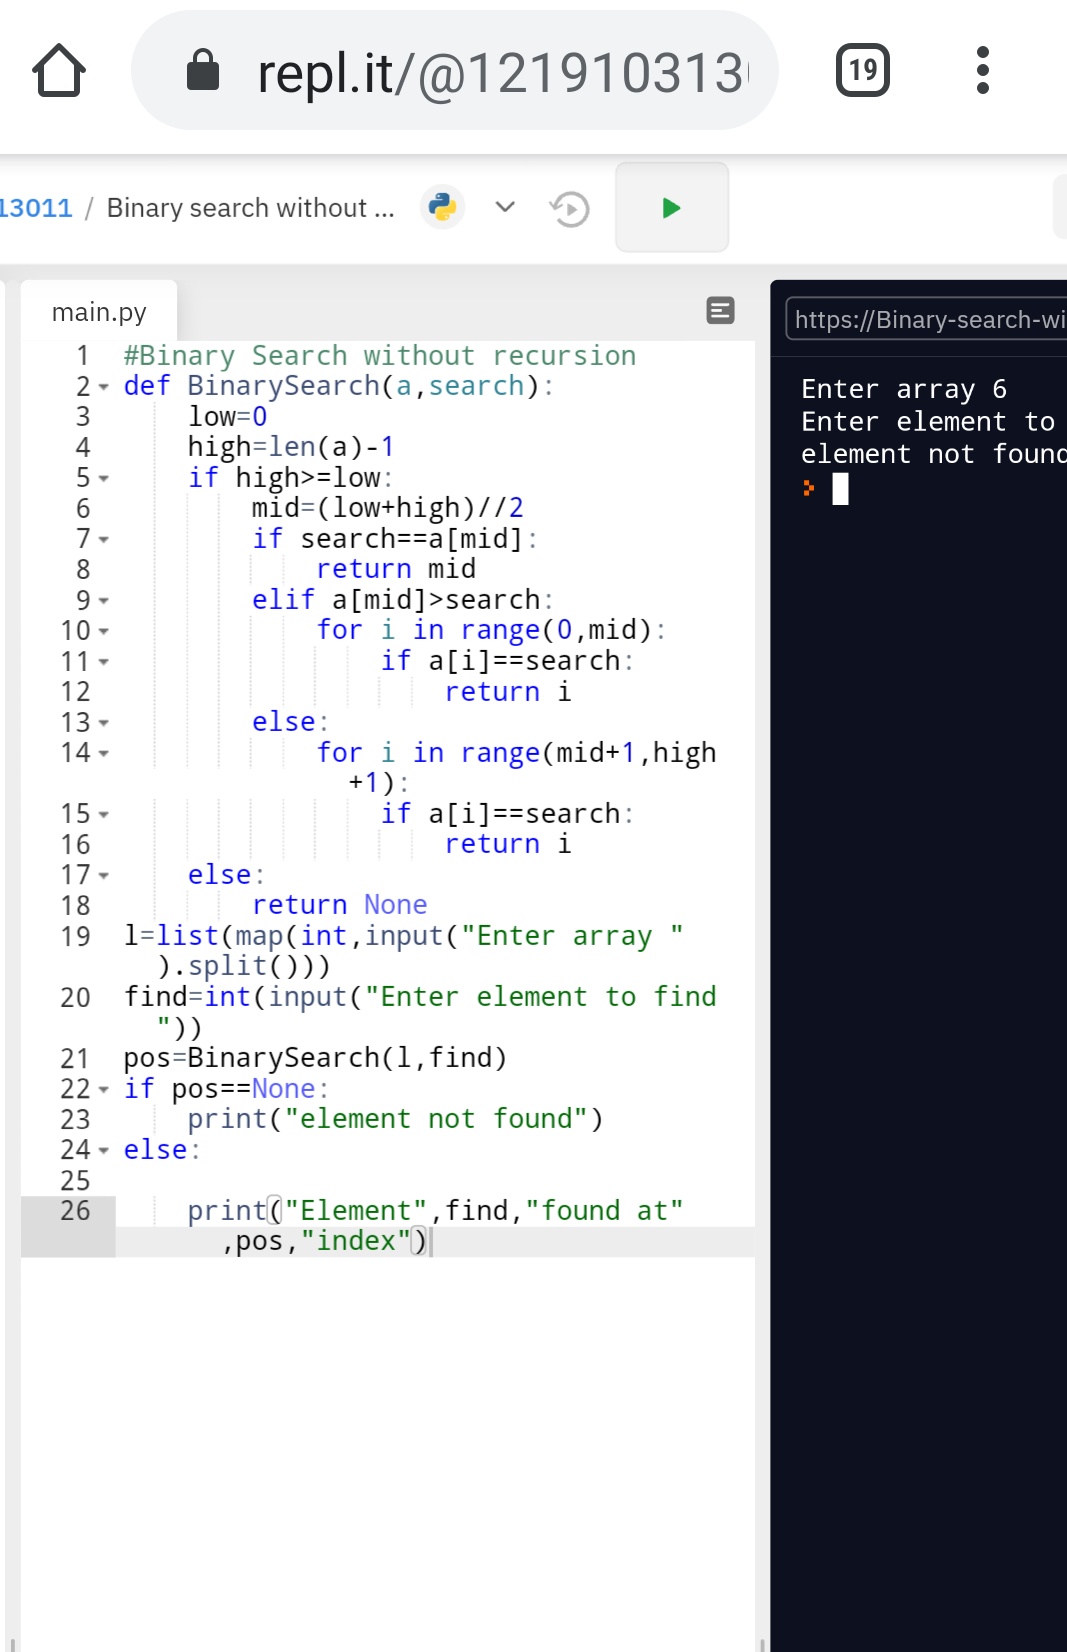 repl.it/@121910313
19
13011 / Binary search without ...
main.py
https://Binary-search-wi
1 #Binary Search without recursion
2 def BinarySearch(a,search):
3     low=0
4     high=len(a)-1
5     if high>=low:
6         mid=(low+high)//2
7         if search==a[mid]:
8             return mid
9         elif a[mid]>search:
10             for i in range(0,mid):
11                 if a[i]==search:
12                     return i
13         else:
14             for i in range(mid+1,high
+1):
15                 if a[i]==search:
16                     return i
17     else:
18         return None
19 l=list(map(int,input("Enter array "
).split()))
20 find=int(input("Enter element to find
"))
21 pos=BinarySearch(l,find)
22 if pos==None:
23     print("element not found")
24 else:
25
26     print("Element",find,"found at"
,pos,"index")
Enter array 6
Enter element to
element not found